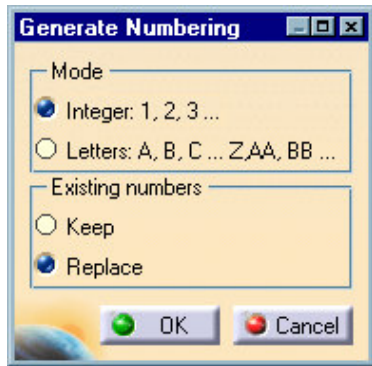 Generate Numbering
Mode
Integer: 1, 2, 3 ...
Letters: A, B, C ... Z,AA, BB ...
Existing numbers
Keep
Replace
OK Cancel